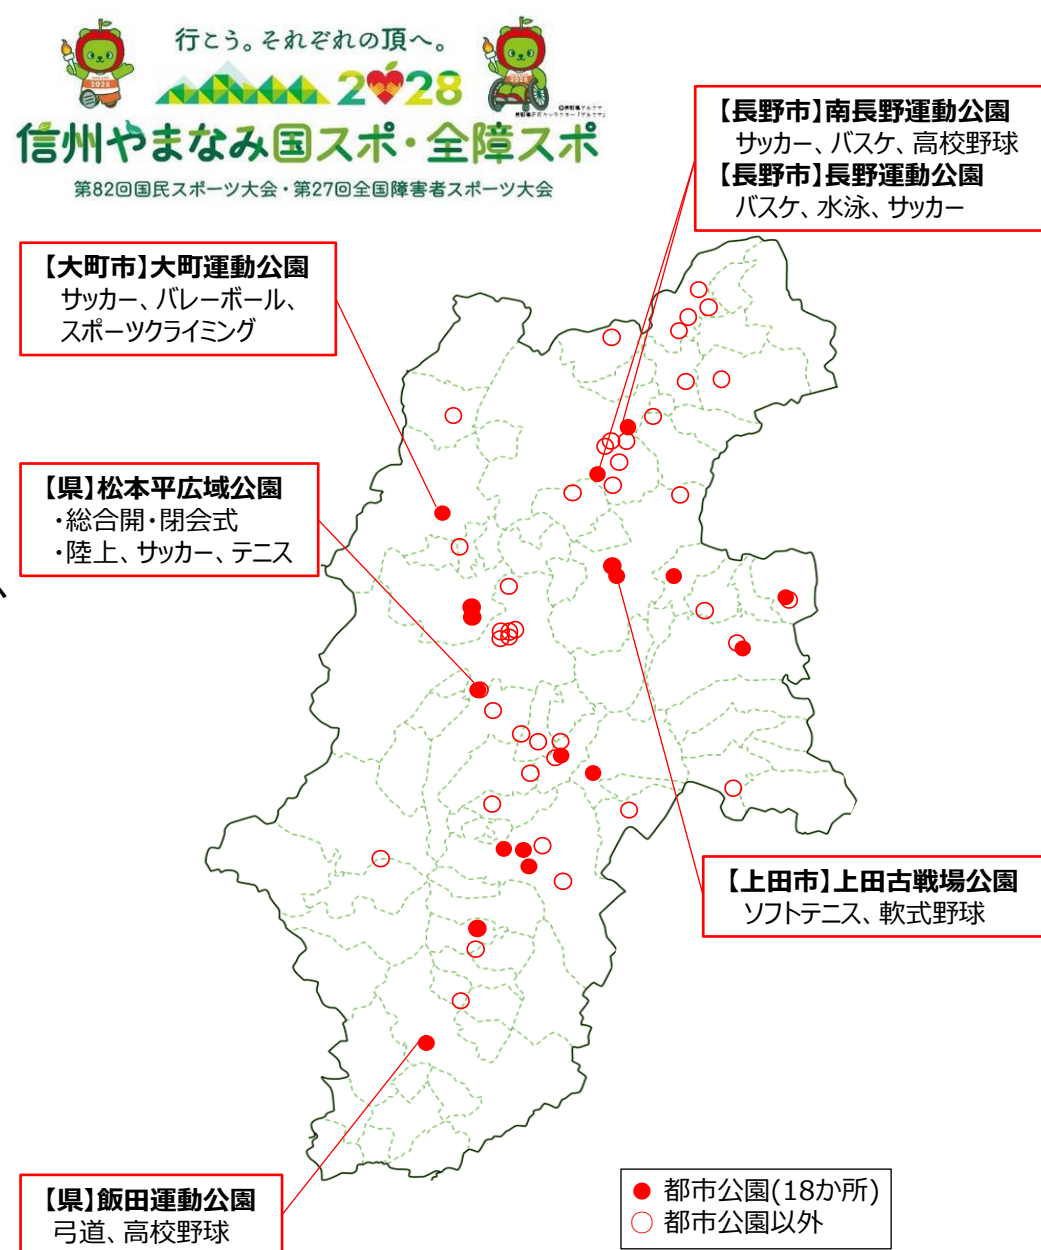 行こう。それぞれの頂へ。
2028
信州やまなみ国スポ・全障スポ
第82回国民スポーツ大会・第27回全国障害者スポーツ大会
【長野市】南長野運動公園
サッカー、バスケ、高校野球
【長野市】長野運動公園
バスケ、水泳、サッカー
【大町市】大町運動公園
サッカー、バレーボール、
スポーツクライミング
【県】松本平広域公園
・総合開・閉会式
・陸上、サッカー、テニス
【上田市】上田古戦場公園
ソフトテニス、軟式野球
【県】飯田運動公園
弓道、高校野球
● 都市公園(18か所)
○ 都市公園以外